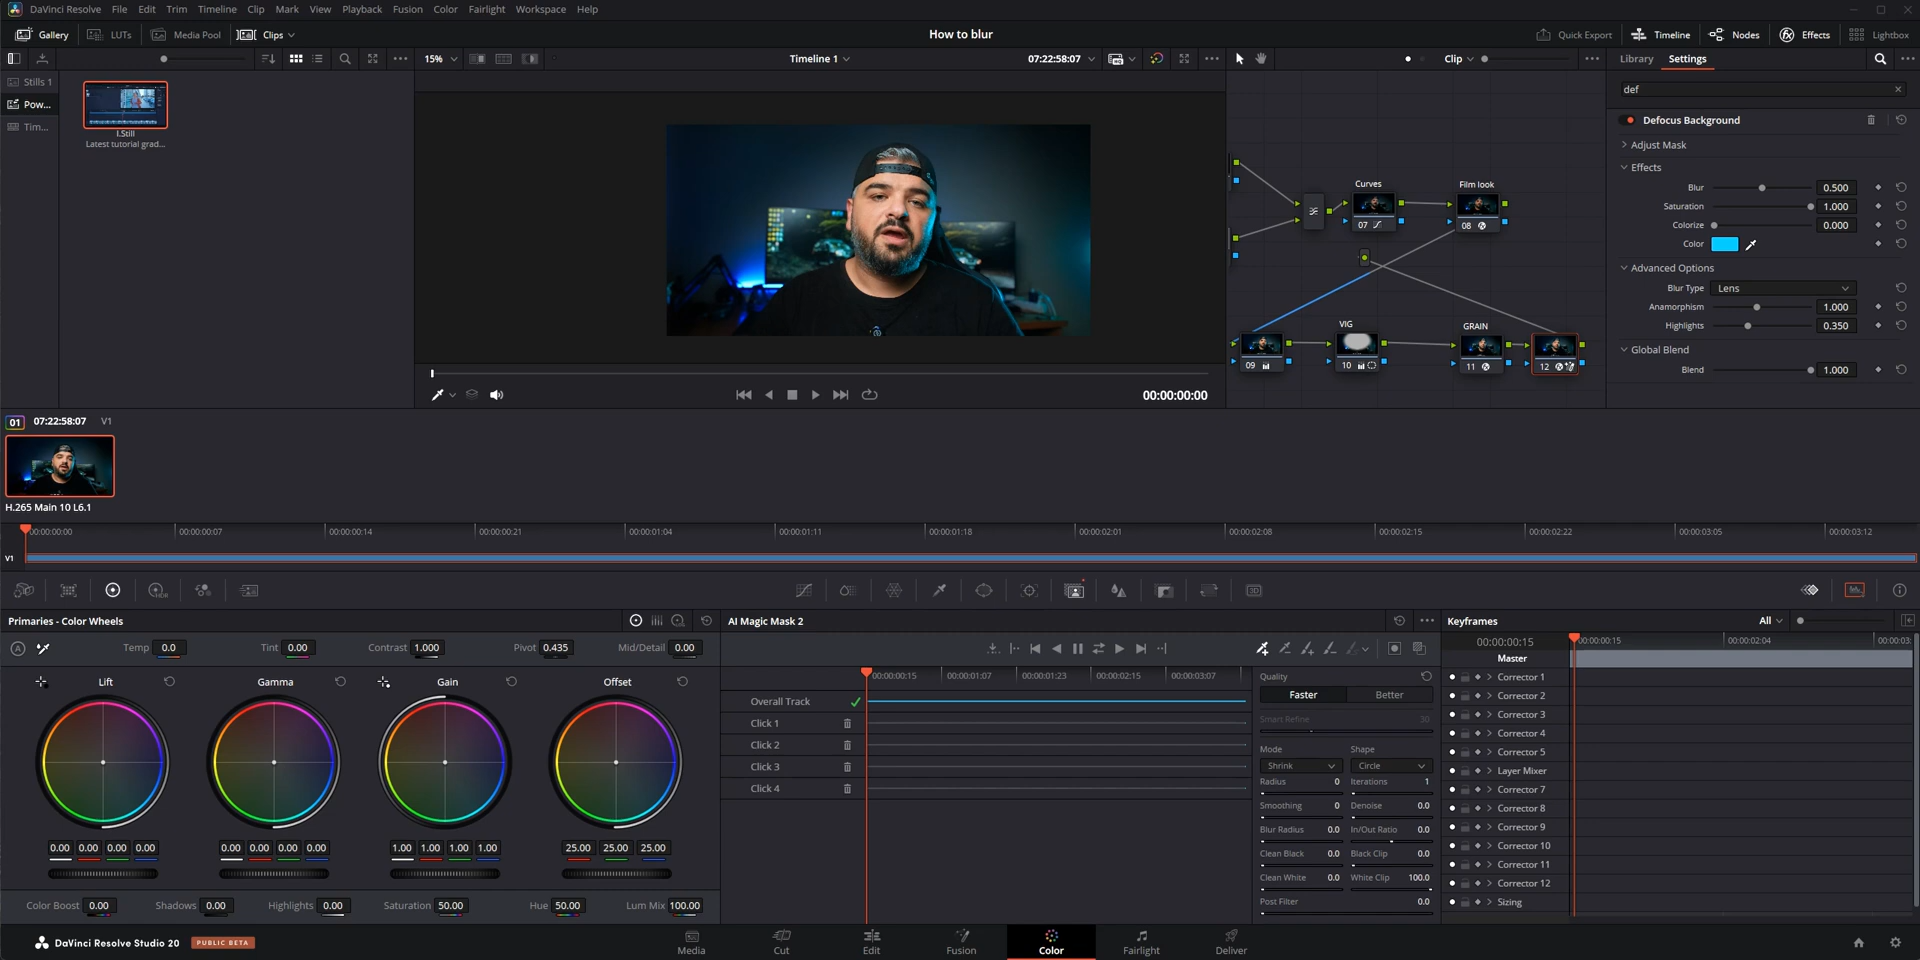 DaVinci Resolve File Edit Trim Timeline Clip Mark View Playback Fusion Color Fairlight Workspace Help
Gallery LUTs Media Pool Clips How to blur Quick Export Timeline Nodes Effects Lightbox
15% Timeline 1 07:22:58:07 Clip Library Settings
Stills 1
Pow...
Tim...
I.Still
Latest tutorial grad...
def
Defocus Background
Adjust Mask
Effects
Blur 0.500
Saturation 1.000
Colorize 0.000
Color
Advanced Options
Blur Type Lens
Anamorphism 1.000
Highlights 0.350
Global Blend
Blend 1.000
Curves
07
Film look
08
09
VIG
10
GRAIN
11
12
00:00:00:00
01 07:22:58:07 V1
H.265 Main 10 L6.1
00:00:00:00 00:00:00:07 00:00:00:14 00:00:00:21 00:00:01:04 00:00:01:11 00:00:01:18 00:00:02:01 00:00:02:08 00:00:02:15 00:00:02:22 00:00:03:05 00:00:03:12
V1
HDR
3D
Primaries - Color Wheels
A Temp 0.0 Tint 0.00 Contrast 1.000 Pivot 0.435 Mid/Detail 0.00
Lift Gamma Gain Offset
0.00 0.00 0.00 0.00 0.00 0.00 0.00 0.00 1.00 1.00 1.00 1.00 25.00 25.00 25.00
Color Boost 0.00 Shadows 0.00 Highlights 0.00 Saturation 50.00 Hue 50.00 Lum Mix 100.00
AI Magic Mask 2
00:00:00:15 00:00:01:07 00:00:01:23 00:00:02:15 00:00:03:07
Overall Track
Click 1
Click 2
Click 3
Click 4
Quality
Faster Better
Smart Refine 30
Mode Shape
Shrink Circle
Radius 0 Iterations 1
Smoothing 0 Denoise 0.0
Blur Radius 0.0 In/Out Ratio 0.0
Clean Black 0.0 Black Clip 0.0
Clean White 0.0 White Clip 100.0
Post Filter 0.0
Keyframes All
00:00:00:15 00:00:00:15 00:00:02:04 00:00:03:
Master
Corrector 1
Corrector 2
Corrector 3
Corrector 4
Corrector 5
Layer Mixer
Corrector 7
Corrector 8
Corrector 9
Corrector 10
Corrector 11
Corrector 12
Sizing
DaVinci Resolve Studio 20 PUBLIC BETA
Media Cut Edit Fusion Color Fairlight Deliver